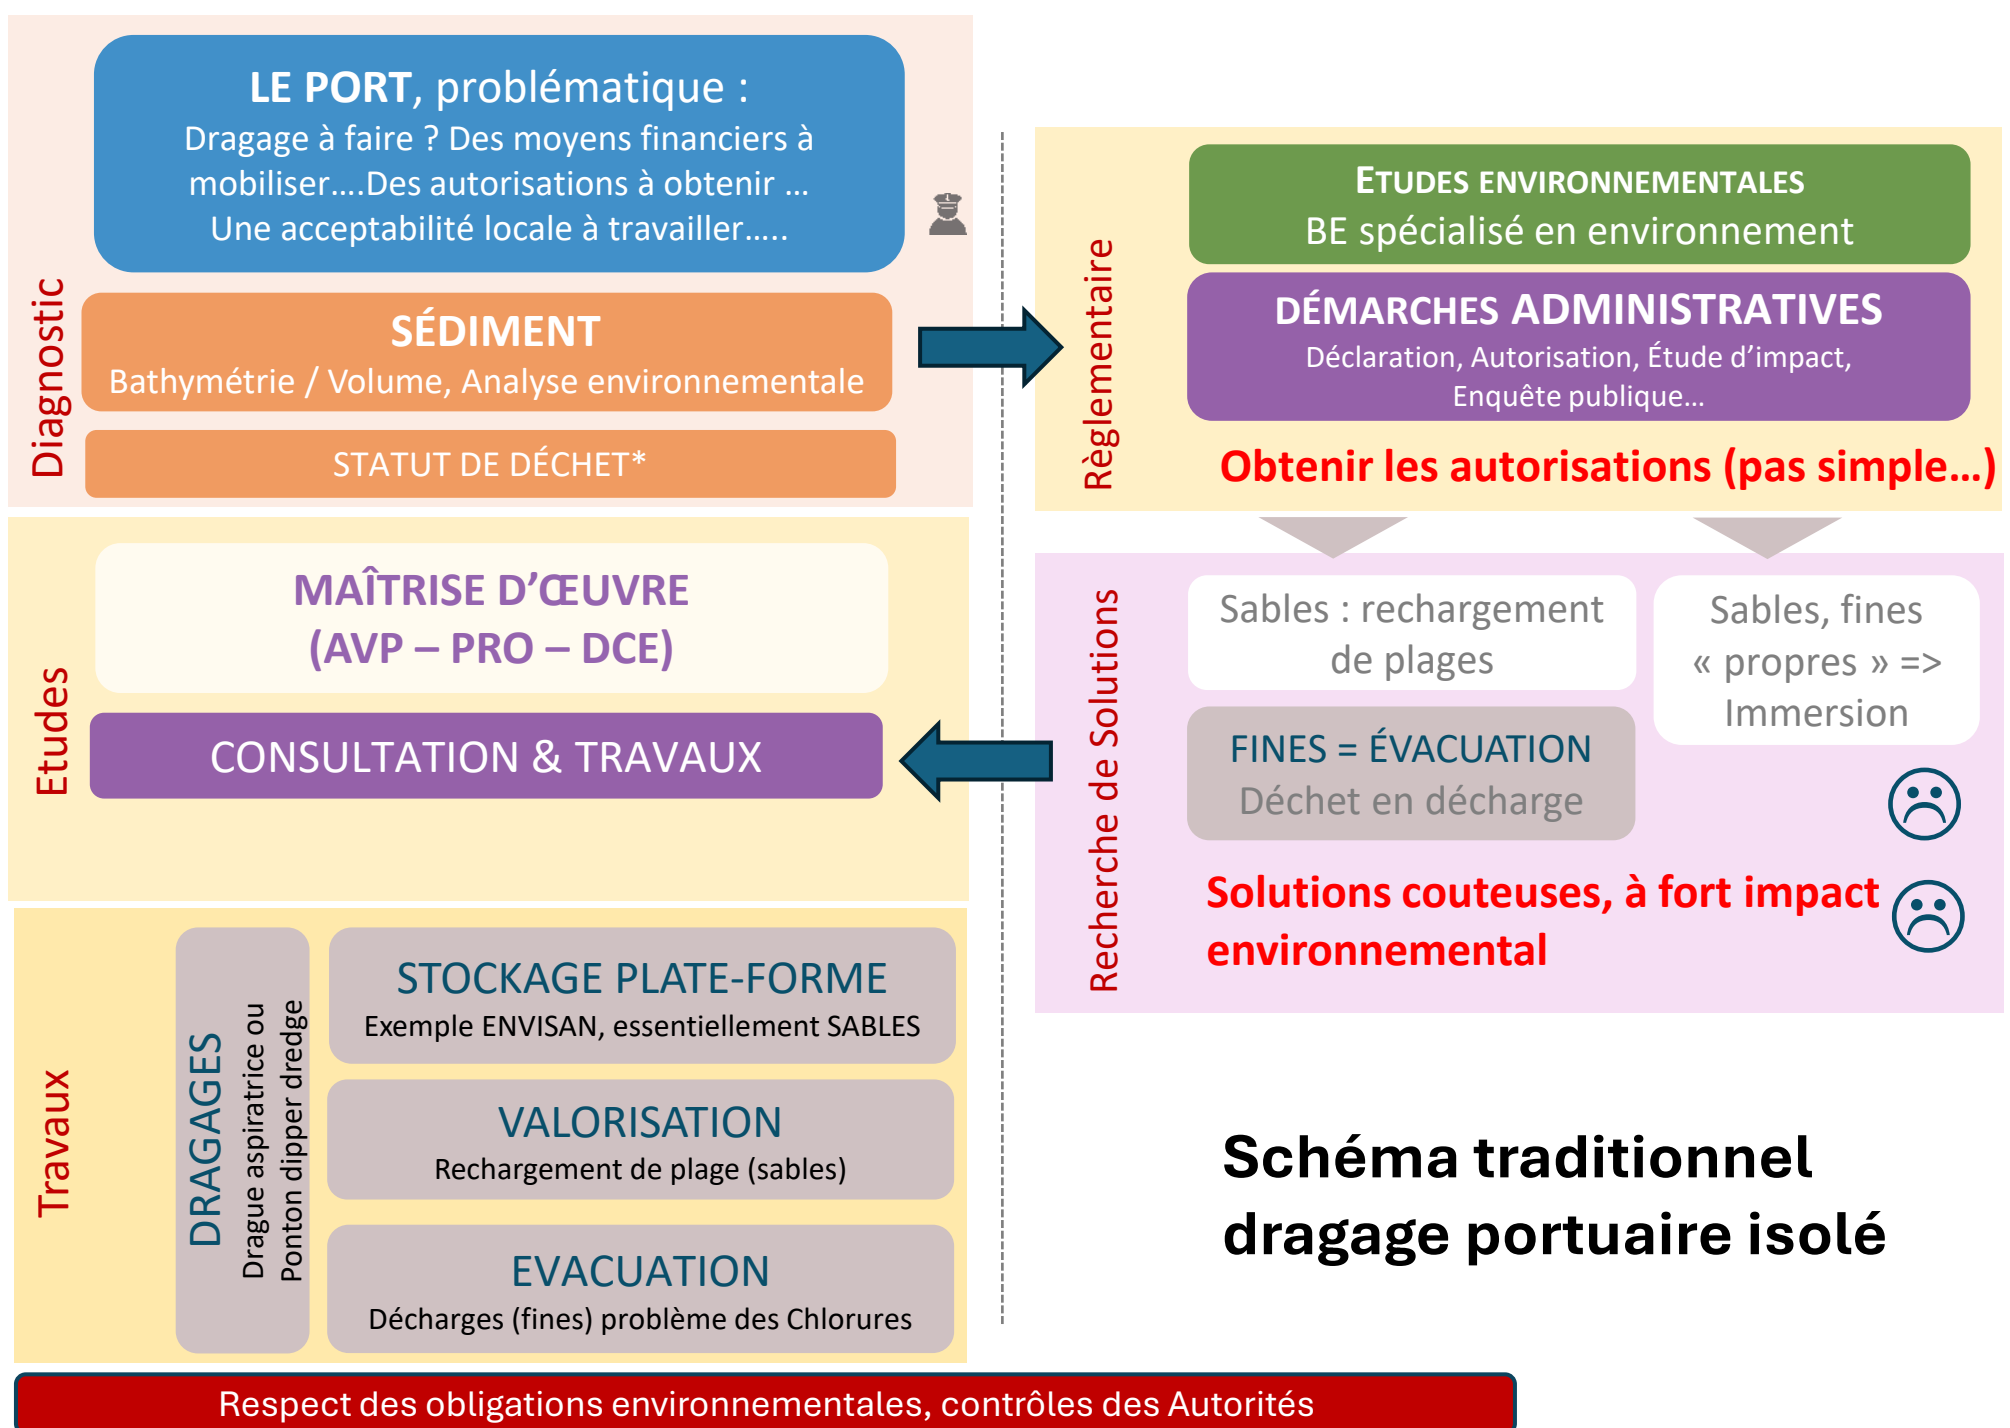 LE PORT, problématique :
Dragage à faire ? Des moyens financiers à
mobiliser....Des autorisations à obtenir ...
Une acceptabilité locale à travailler.....
Diagnostic
SÉDIMENT
Bathymétrie / Volume, Analyse environnementale
STATUT DE DÉCHET*
Règlementaire
ETUDES ENVIRONNEMENTALES
BE spécialisé en environnement
DÉMARCHES ADMINISTRATIVES
Déclaration, Autorisation, Étude d’impact,
Enquête publique…
Obtenir les autorisations (pas simple…)
Recherche de Solutions
Sables : rechargement
de plages
Sables, fines
« propres » =>
Immersion
FINES = ÉVACUATION
Déchet en décharge
Solutions couteuses, à fort impact
environnemental
Etudes
MAÎTRISE D’ŒUVRE
(AVP – PRO – DCE)
CONSULTATION & TRAVAUX
Travaux
DRAGAGES
Drague aspiratrice ou
Ponton dipper dredge
STOCKAGE PLATE-FORME
Exemple ENVISAN, essentiellement SABLES
VALORISATION
Rechargement de plage (sables)
EVACUATION
Décharges (fines) problème des Chlorures
Schéma traditionnel
dragage portuaire isolé
Respect des obligations environnementales, contrôles des Autorités